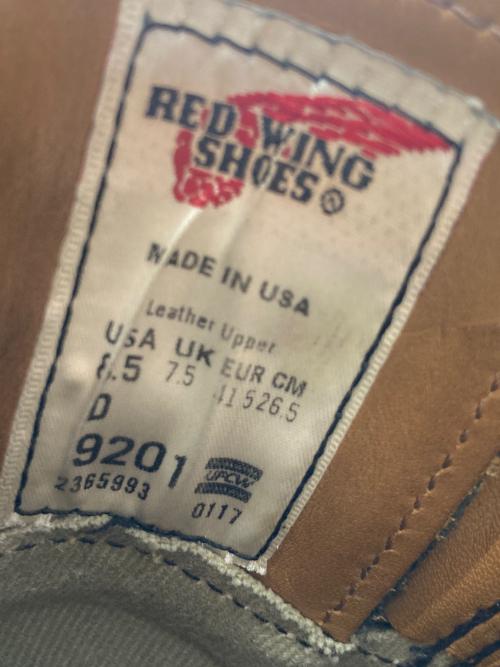 RED WING
SHOES®
MADE IN USA
Leather Upper
USA UK EUR CM
8.5 7.5 41.5 26.5
D
9201 UFCW
2365993 0117